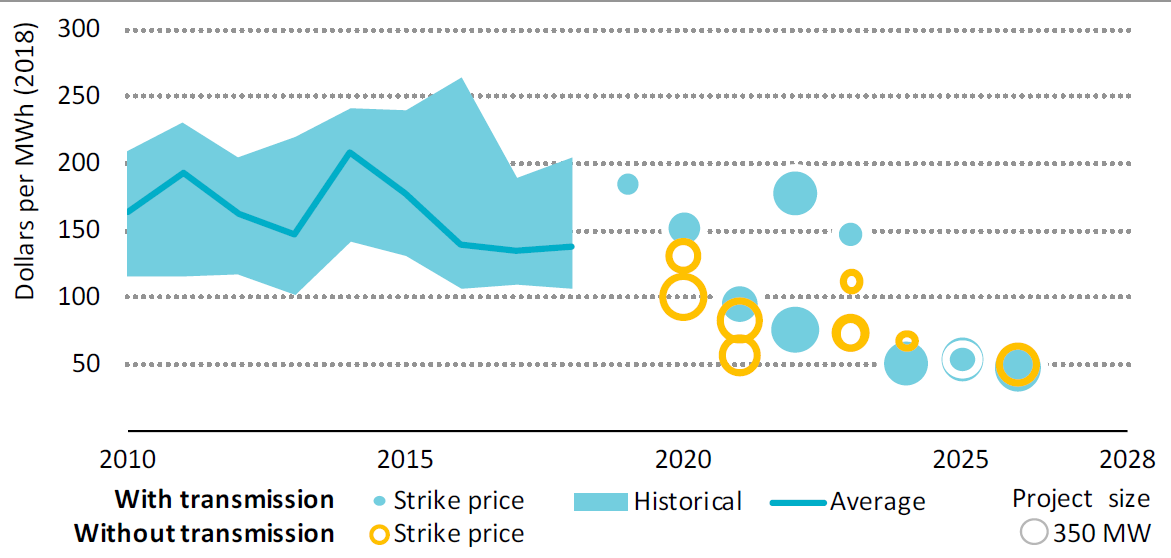 Dollars per MWh (2018)
300
250
200
150
100
50
2010 2015 2020 2025 2028
With transmission Strike price Historical Average Project size
Without transmission Strike price 350 MW